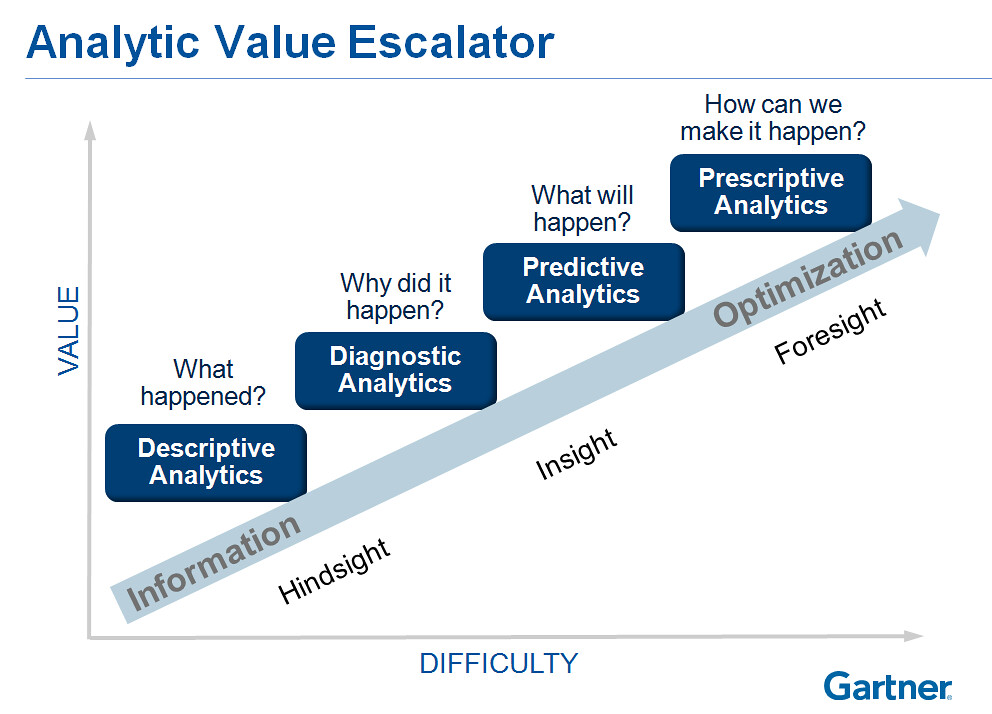 Analytic Value Escalator
How can we
make it happen?
Prescriptive
Analytics
What will
happen?
Predictive
Analytics
Why did it
happen?
Diagnostic
Analytics
What
happened?
Descriptive
Analytics
VALUE
Information
Optimization
Hindsight
Insight
Foresight
DIFFICULTY
Gartner